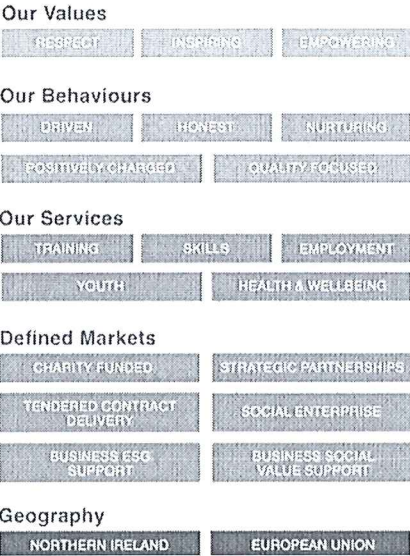 Our Values
RESPECT INSPIRING EMPOWERING
Our Behaviours
DRIVEN HONEST NURTURING
POSITIVELY CHARGED QUALITY FOCUSED
Our Services
TRAINING SKILLS EMPLOYMENT
YOUTH HEALTH & WELLBEING
Defined Markets
CHARITY FUNDED STRATEGIC PARTNERSHIPS
TENDERED CONTRACT
DELIVERY
SOCIAL ENTERPRISE
BUSINESS ESG
SUPPORT
BUSINESS SOCIAL
VALUE SUPPORT
Geography
NORTHERN IRELAND EUROPEAN UNION